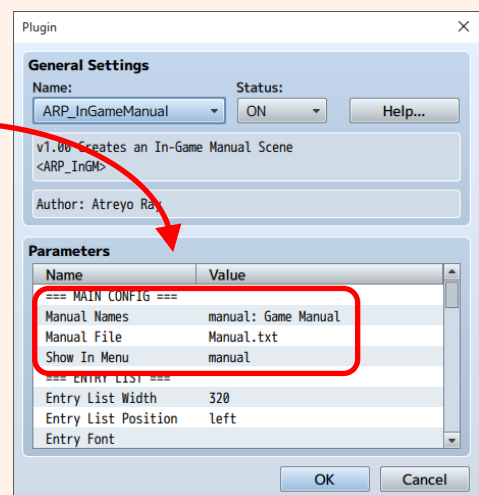 Plugin
General Settings
Name:
Status:
ARP_InGameManual
ON
Help...
v1.00 Creates an In-Game Manual Scene
<ARP_InGM>
Author: Atreyo Ray
Parameters
Name Value
=== MAIN CONFIG ===
Manual Names manual: Game Manual
Manual File Manual.txt
Show In Menu manual
=== ENTRY LIST ===
Entry List Width 320
Entry List Position left
Entry Font
OK Cancel